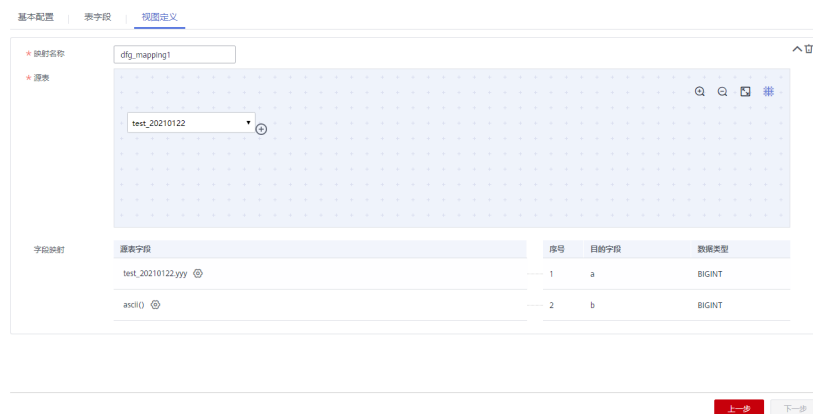 基本配置 表字段 视图定义
* 映射名称 dfg_mapping1
* 源表
test_20210122
字段映射 源表字段 序号 目的字段 数据类型
test_20210122.yyy 1 a BIGINT
ascii() 2 b BIGINT
上一步 下一步